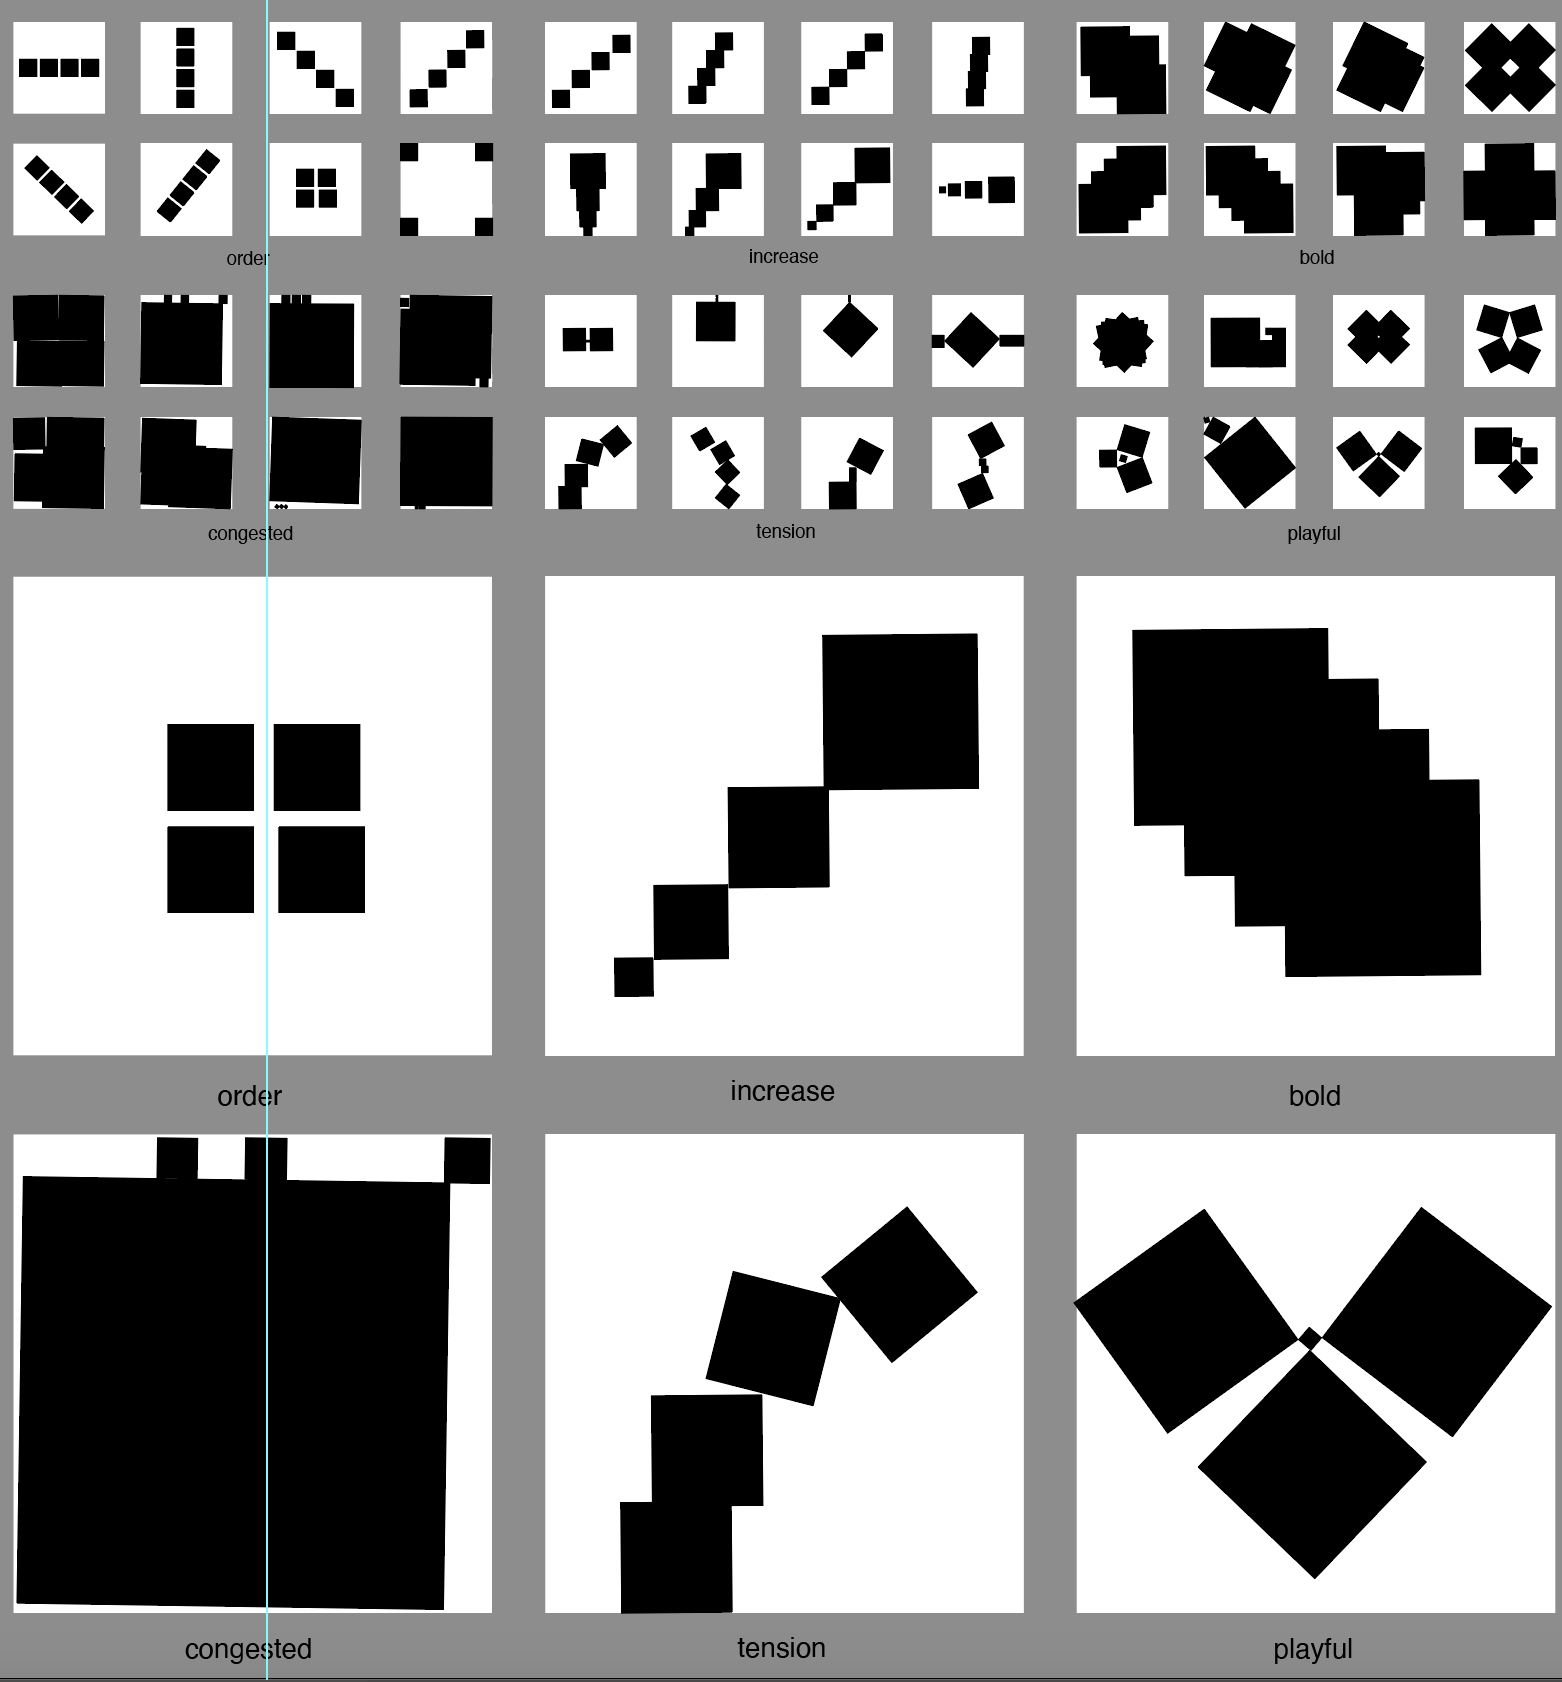 order
increase
bold
congested
tension
playful
order
increase
bold
congested
tension
playful